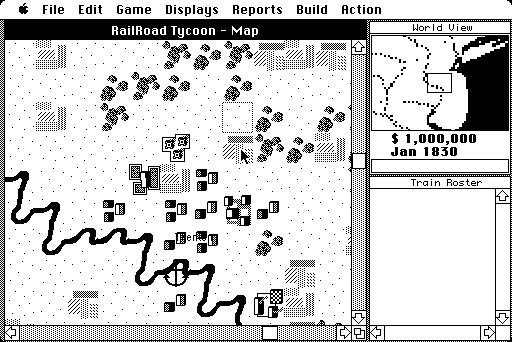 File Edit Game Displays Reports Build Action
RailRoad Tycoon - Map
World View
$ 1,000,000
Jan 1830
Train Roster